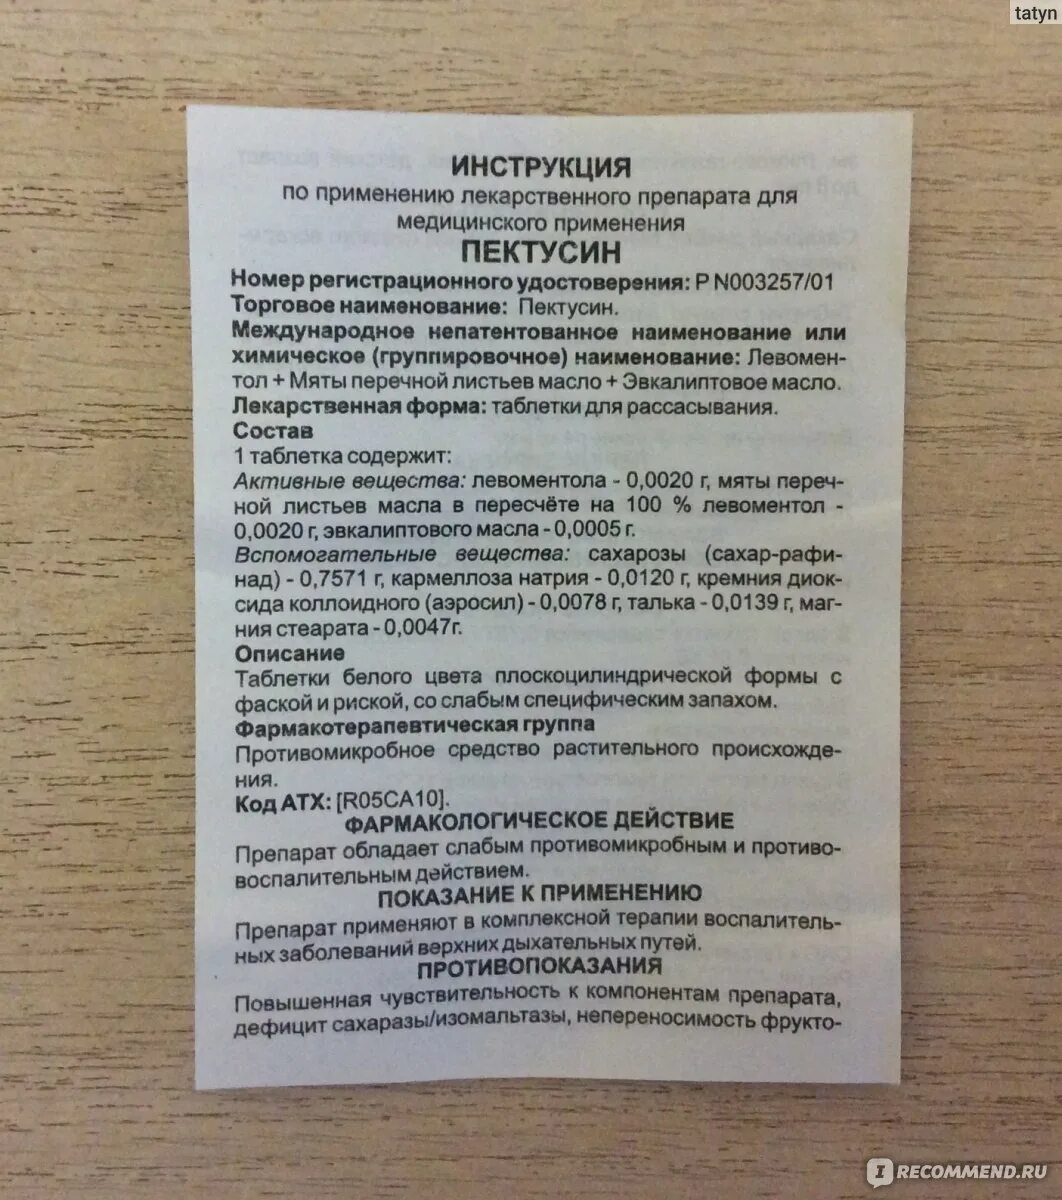 tatyn
ИНСТРУКЦИЯ
по применению лекарственного препарата для
медицинского применения
ПЕКТУСИН
Номер регистрационного удостоверения: Р N003257/01
Торговое наименование: Пектусин.
Международное непатентованное наименование или
химическое (группировочное) наименование: Левомен-
тол + Мяты перечной листьев масло + Эвкалиптовое масло.
Лекарственная форма: таблетки для рассасывания.
Состав
1 таблетка содержит:
Активные вещества: левоментола - 0,0020 г, мяты переч-
ной листьев масла в пересчёте на 100 % левоментол -
0,0020 г, эвкалиптового масла - 0,0005 г.
Вспомогательные вещества: сахарозы (сахар-рафи-
над) - 0,7571 г, кармеллоза натрия - 0,0120 г, кремния диок-
сида коллоидного (аэросил) - 0,0078 г, талька - 0,0139 г, маг-
ния стеарата - 0,0047г.
Описание
Таблетки белого цвета плоскоцилиндрической формы с
фаской и риской, со слабым специфическим запахом.
Фармакотерапевтическая группа
Противомикробное средство растительного происхожде-
ния.
Код АТХ: [R05CA10].
ФАРМАКОЛОГИЧЕСКОЕ ДЕЙСТВИЕ
Препарат обладает слабым противомикробным и противо-
воспалительным действием.
ПОКАЗАНИЕ К ПРИМЕНЕНИЮ
Препарат применяют в комплексной терапии воспалитель-
ных заболеваний верхних дыхательных путей.
ПРОТИВОПОКАЗАНИЯ
Повышенная чувствительность к компонентам препарата,
дефицит сахаразы/изомальтазы, непереносимость фрукто-
IRECOMMEND.RU